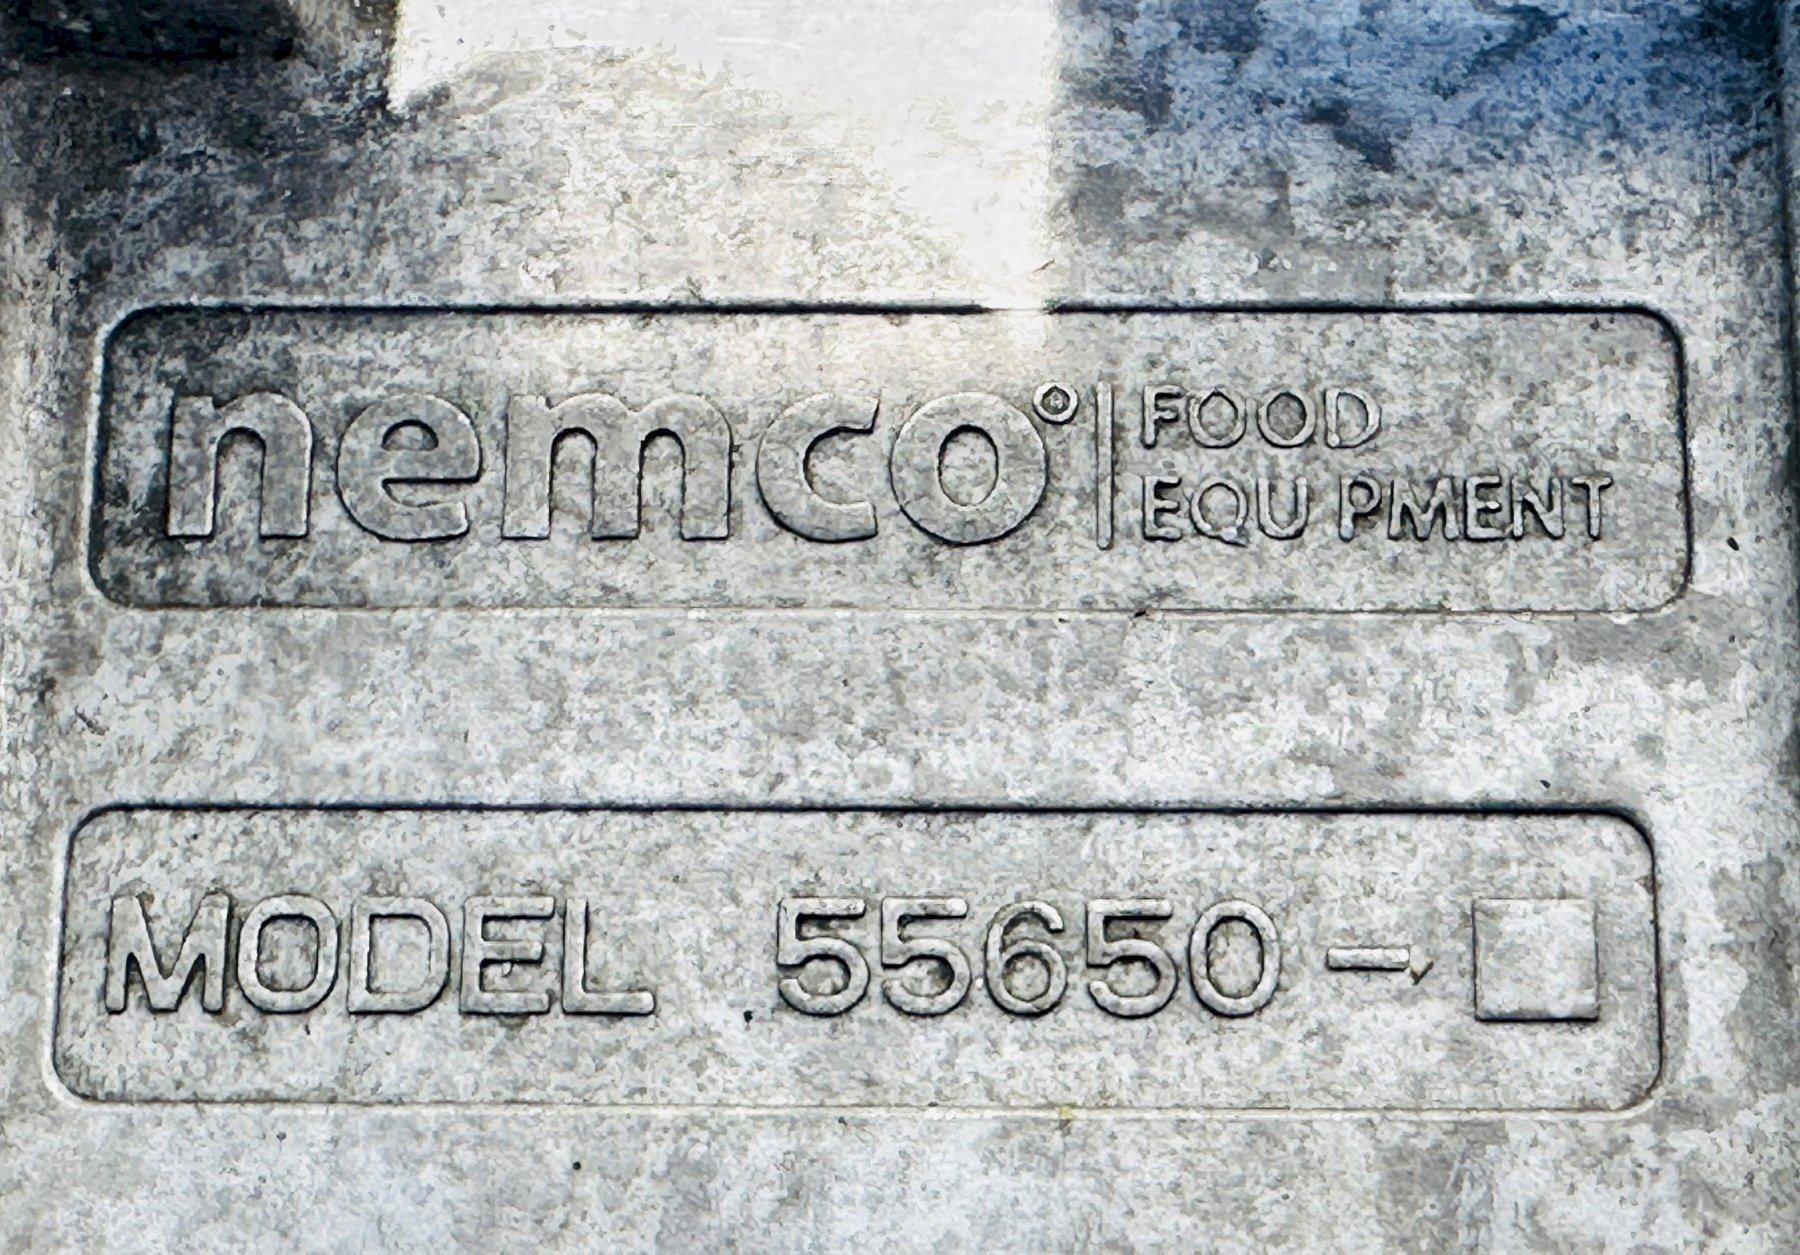 nemco® FOOD
EQU PMENT
MODEL 55650-